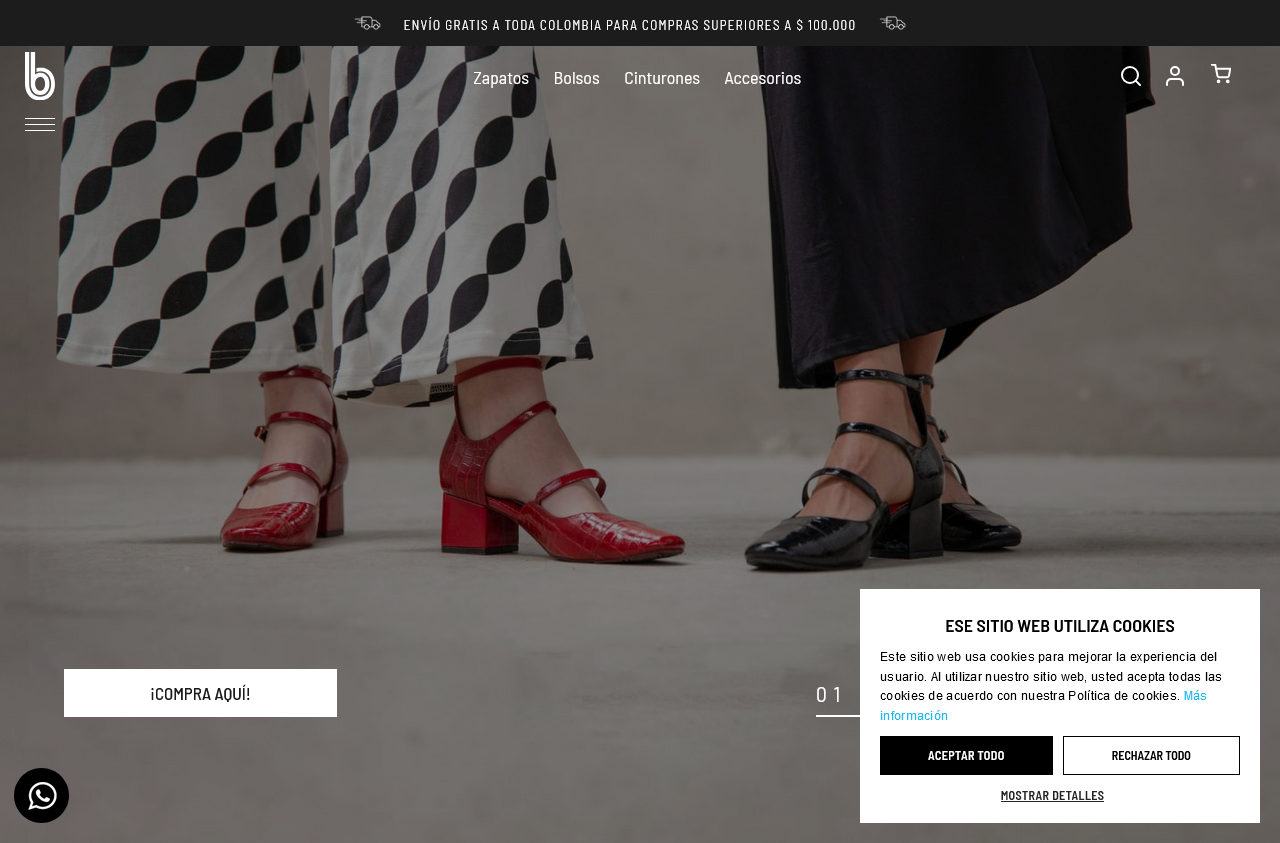 ENVÍO GRATIS A TODA COLOMBIA PARA COMPRAS SUPERIORES A $ 100.000
b
Zapatos Bolsos Cinturones Accesorios
¡COMPRA AQUÍ!
01
ESE SITIO WEB UTILIZA COOKIES
Este sitio web usa cookies para mejorar la experiencia del
usuario. Al utilizar nuestro sitio web, usted acepta todas las
cookies de acuerdo con nuestra Política de cookies. Más
información
ACEPTAR TODO
RECHAZAR TODO
MOSTRAR DETALLES